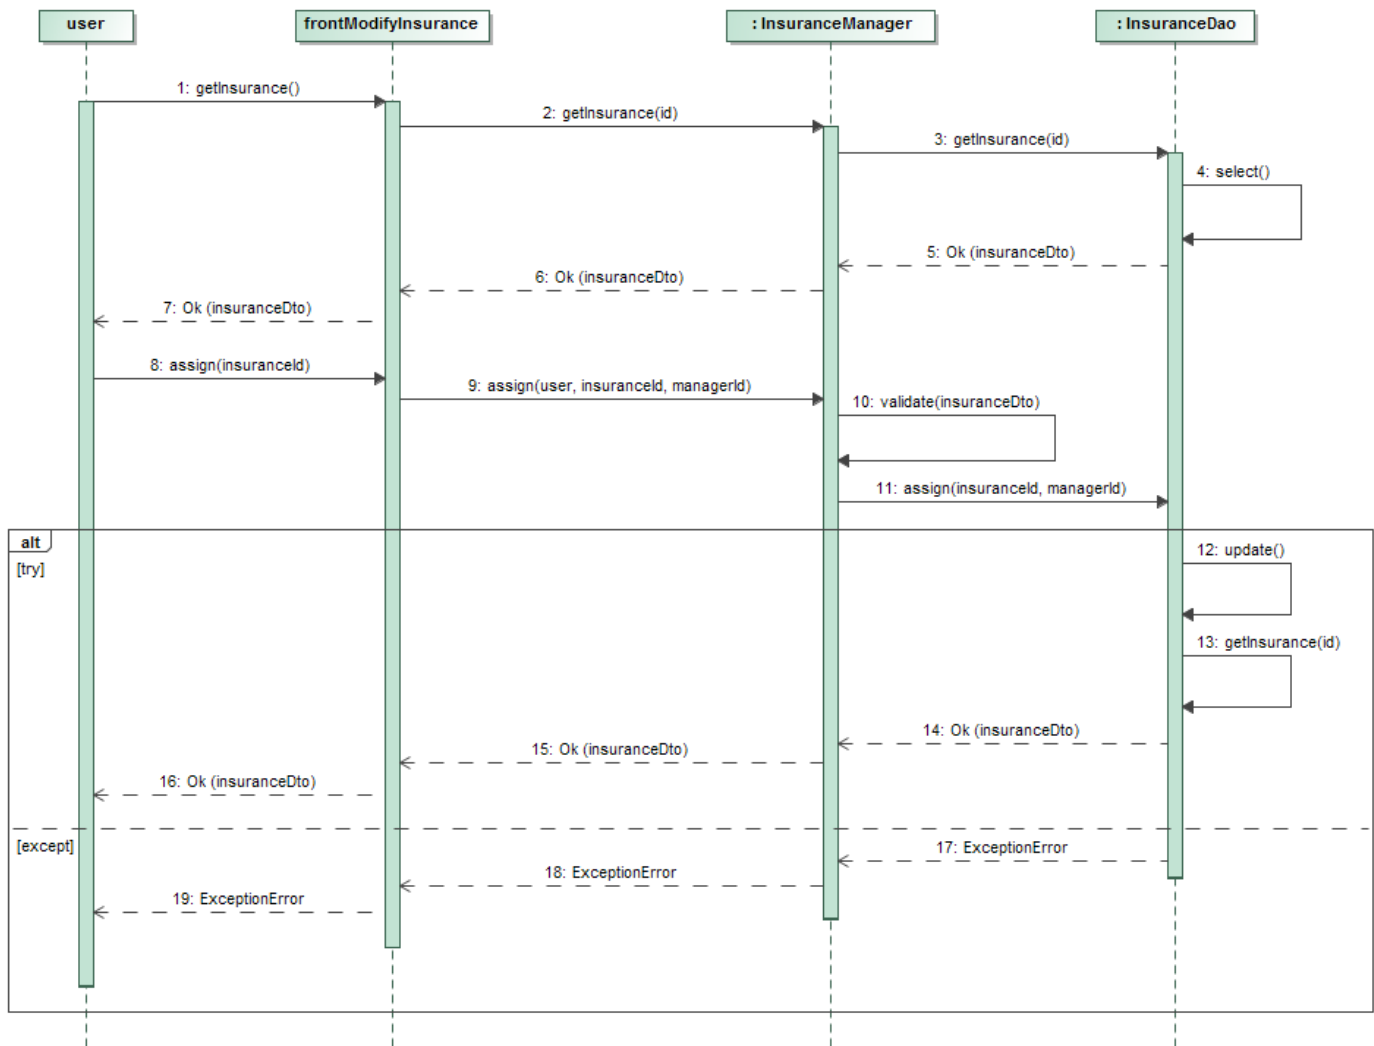 user
frontModifyInsurance
: InsuranceManager
: InsuranceDao
1: getInsurance()
2: getInsurance(id)
3: getInsurance(id)
4: select()
5: Ok (insuranceDto)
6: Ok (insuranceDto)
7: Ok (insuranceDto)
8: assign(insuranceId)
9: assign(user, insuranceId, managerId)
10: validate(insuranceDto)
11: assign(insuranceId, managerId)
alt
[try]
12: update()
13: getInsurance(id)
14: Ok (insuranceDto)
15: Ok (insuranceDto)
16: Ok (insuranceDto)
[except]
17: ExceptionError
18: ExceptionError
19: ExceptionError